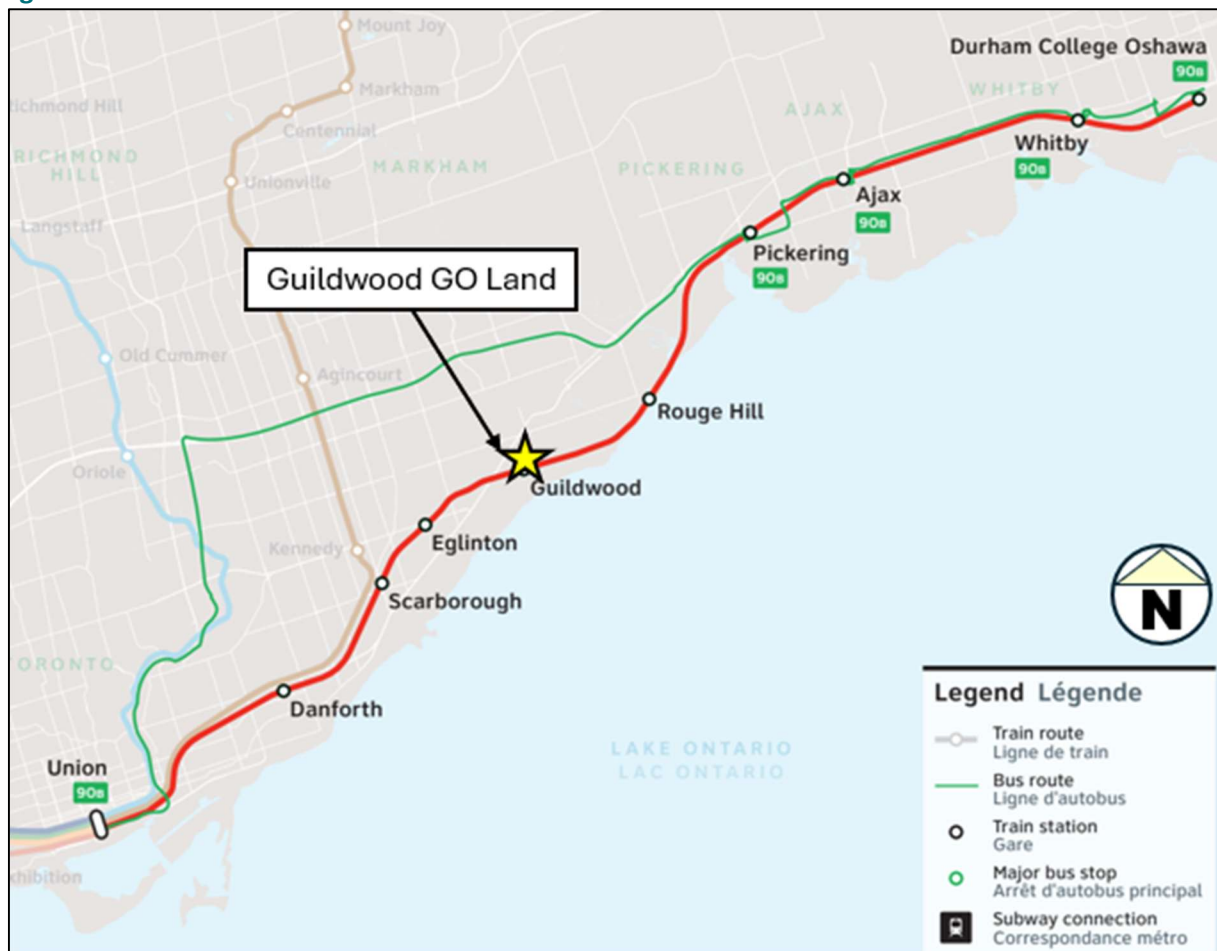 Mount Joy
Durham College Oshawa
90B
Markham
ichmond Hill
Centennial
AJAX
WHITBY
Whitby
90B
RICHMOND
HILL
MARKHAM
PICKERING
Unionville
Ajax
90B
Langstaff
Pickering
90B
Guildwood GO Land
Old Cummer
Agincourt
Rouge Hill
Oriole
Guildwood
Eglinton
Kennedy
Scarborough
N
ORONTO
Danforth
LAKE ONTARIO
LAC ONTARIO
Union
90B
xhibition
Legend Légende
Train route
Ligne de train
Bus route
Ligne d'autobus
Train station
Gare
Major bus stop
Arrêt d'autobus principal
Subway connection
Correspondance métro